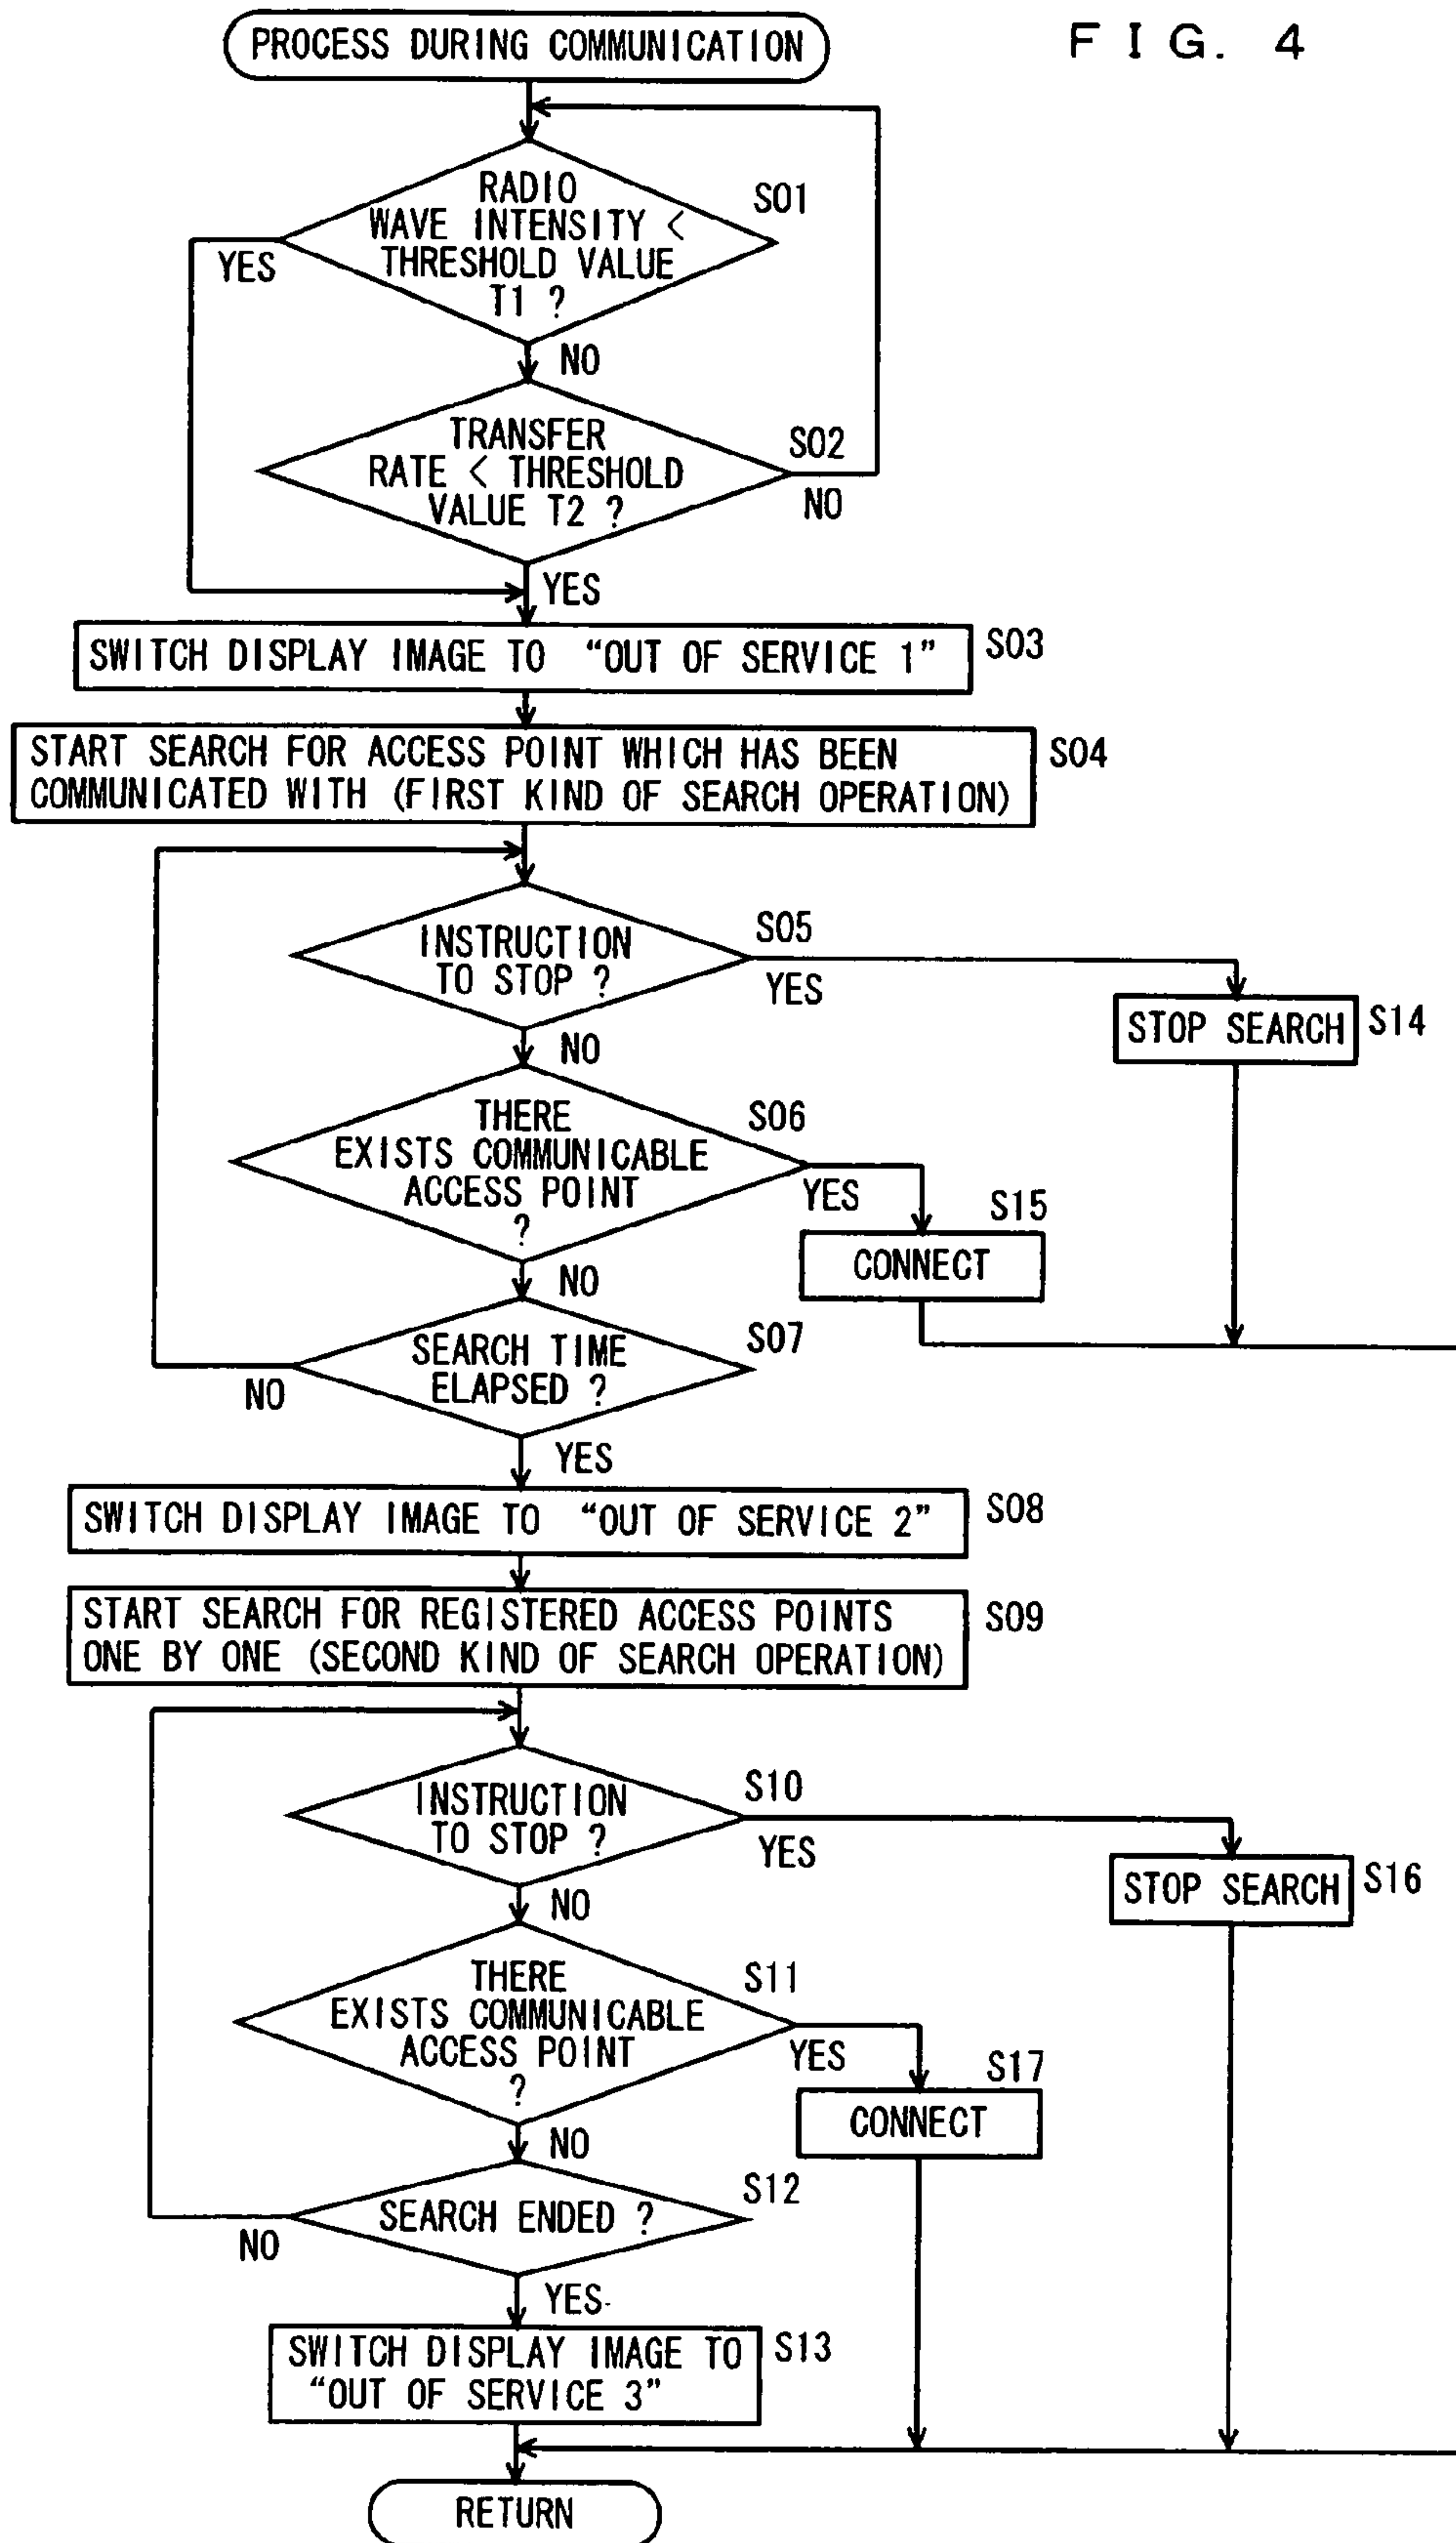 PROCESS DURING COMMUNICATION
FIG. 4
RADIO
WAVE INTENSITY <
THRESHOLD VALUE
T1 ?
S01
YES
NO
TRANSFER
RATE < THRESHOLD
VALUE T2 ?
S02
NO
YES
SWITCH DISPLAY IMAGE TO “OUT OF SERVICE 1”
S03
START SEARCH FOR ACCESS POINT WHICH HAS BEEN
COMMUNICATED WITH (FIRST KIND OF SEARCH OPERATION)
S04
INSTRUCTION
TO STOP ?
S05
YES
STOP SEARCH
S14
NO
THERE
EXISTS COMMUNICABLE
ACCESS POINT
?
S06
YES
S15
CONNECT
NO
SEARCH TIME
ELAPSED ?
S07
NO
YES
SWITCH DISPLAY IMAGE TO “OUT OF SERVICE 2”
S08
START SEARCH FOR REGISTERED ACCESS POINTS
ONE BY ONE (SECOND KIND OF SEARCH OPERATION)
S09
INSTRUCTION
TO STOP ?
S10
YES
STOP SEARCH
S16
NO
THERE
EXISTS COMMUNICABLE
ACCESS POINT
?
S11
YES
S17
CONNECT
NO
SEARCH ENDED ?
S12
NO
YES
SWITCH DISPLAY IMAGE TO
“OUT OF SERVICE 3”
S13
RETURN